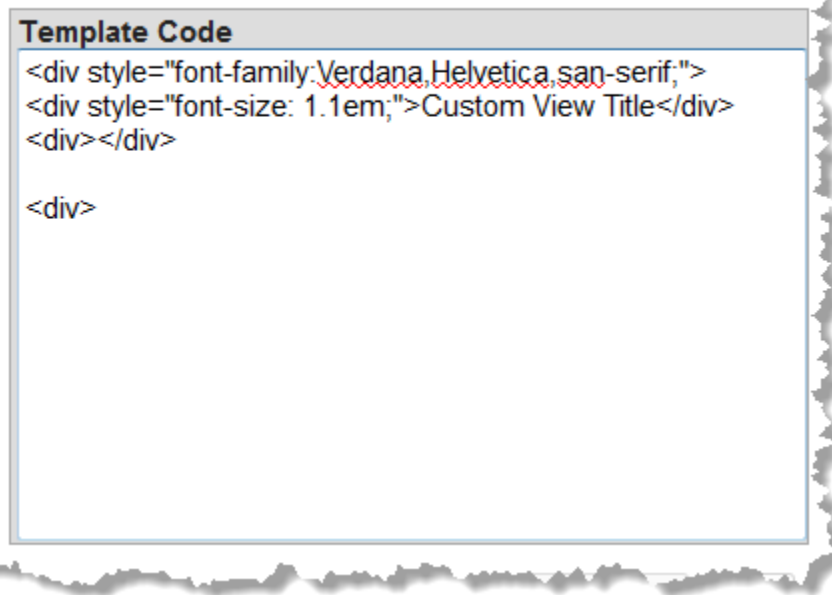 Template Code
<div style="font-family:Verdana,Helvetica,san-serif;">
<div style="font-size: 1.1em;">Custom View Title</div>
<div></div>
<div>